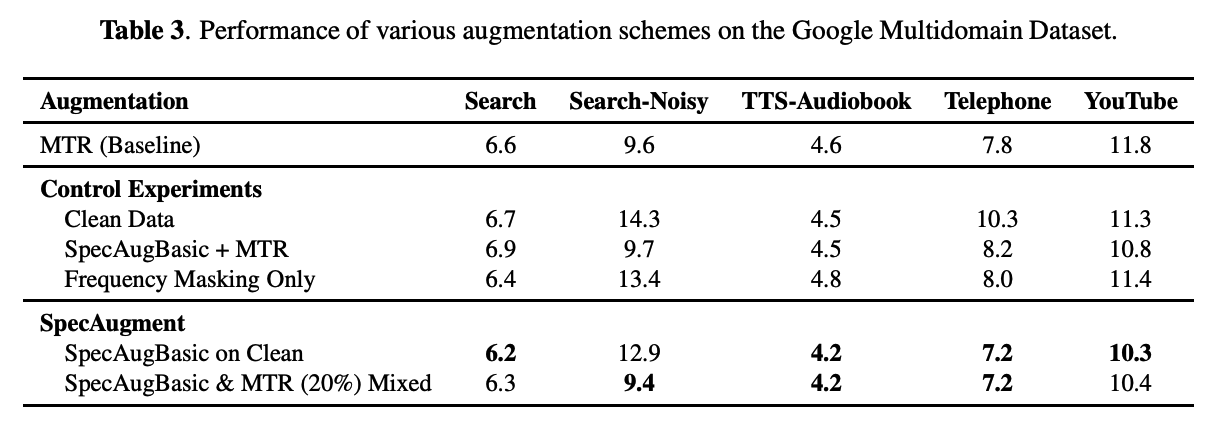 Table 3. Performance of various augmentation schemes on the Google Multidomain Dataset.
Augmentation Search Search-Noisy TTS-Audiobook Telephone YouTube
MTR (Baseline) 6.6 9.6 4.6 7.8 11.8
Control Experiments
Clean Data 6.7 14.3 4.5 10.3 11.3
SpecAugBasic + MTR 6.9 9.7 4.5 8.2 10.8
Frequency Masking Only 6.4 13.4 4.8 8.0 11.4
SpecAugment
SpecAugBasic on Clean 6.2 12.9 4.2 7.2 10.3
SpecAugBasic & MTR (20%) Mixed 6.3 9.4 4.2 7.2 10.4